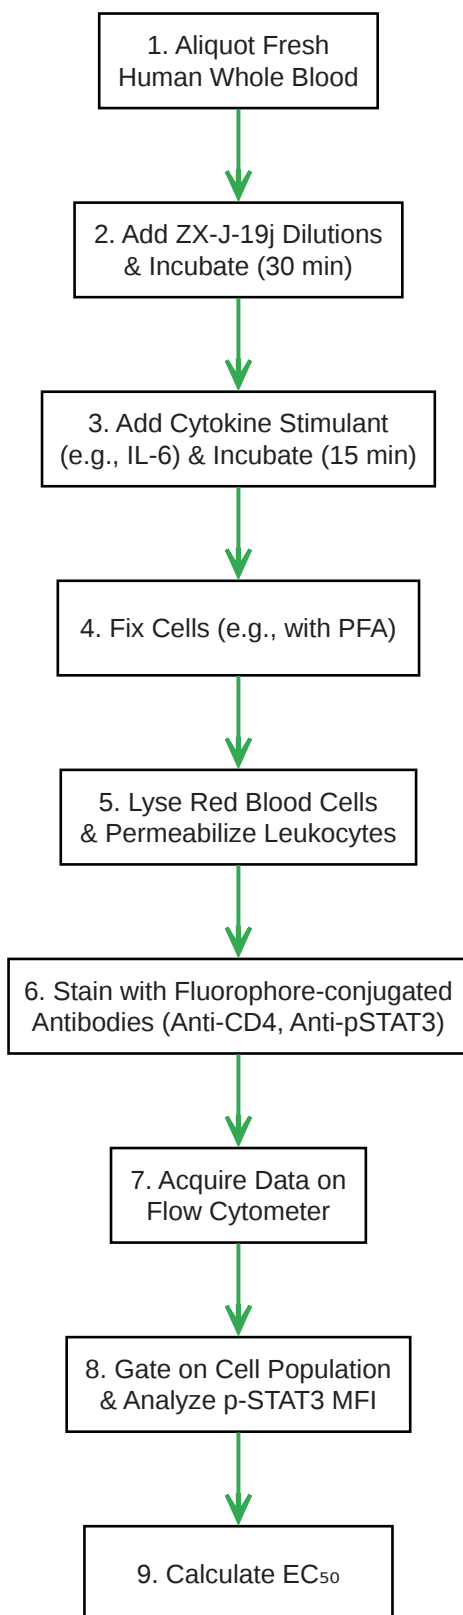 1. Aliquot Fresh
Human Whole Blood
2. Add ZX-J-19j Dilutions
& Incubate (30 min)
3. Add Cytokine Stimulant
(e.g., IL-6) & Incubate (15 min)
4. Fix Cells (e.g., with PFA)
5. Lyse Red Blood Cells
& Permeabilize Leukocytes
6. Stain with Fluorophore-conjugated
Antibodies (Anti-CD4, Anti-pSTAT3)
7. Acquire Data on
Flow Cytometer
8. Gate on Cell Population
& Analyze p-STAT3 MFI
9. Calculate EC₅₀